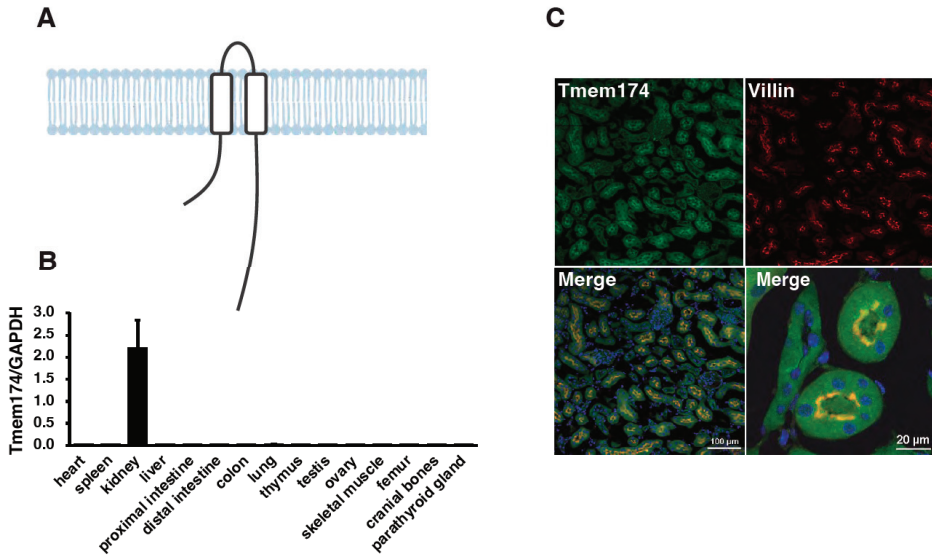 A
B
Tmem174/GAPDH
3.0
2.5
2.0
1.5
1.0
0.5
0.0
heart
spleen
kidney
liver
proximal intestine
distal intestine
colon
lung
thymus
testis
ovary
skeletal muscle
femur
cranial bones
parathyroid gland
C
Tmem174
Villin
Merge
100 µm
Merge
20 µm